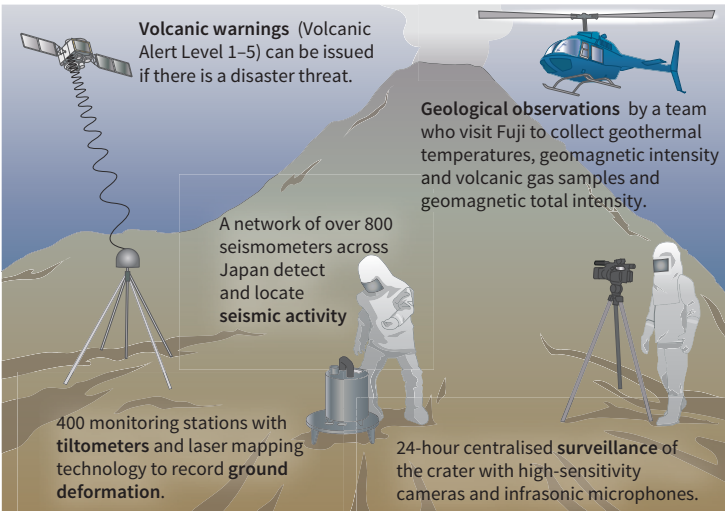 Volcanic warnings (Volcanic
Alert Level 1–5) can be issued
if there is a disaster threat.
Geological observations by a team
who visit Fuji to collect geothermal
temperatures, geomagnetic intensity
and volcanic gas samples and
geomagnetic total intensity.
A network of over 800
seismometers across
Japan detect
and locate
seismic activity
400 monitoring stations with
tiltometers and laser mapping
technology to record ground
deformation.
24-hour centralised surveillance of
the crater with high-sensitivity
cameras and infrasonic microphones.